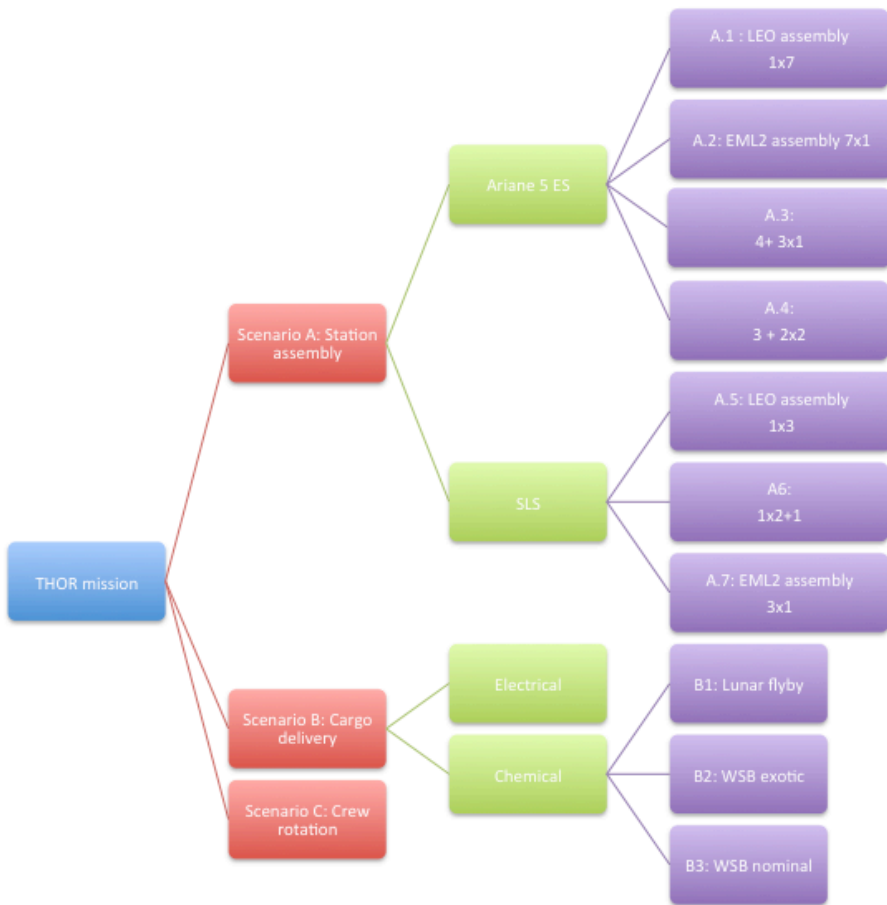 THOR mission
Scenario A: Station
assembly
Ariane 5 ES
A.1 : LEO assembly
1x7
A.2: EML2 assembly 7x1
A.3:
4+ 3x1
A.4:
3 + 2x2
SLS
A.5: LEO assembly
1x3
A6:
1x2+1
A.7: EML2 assembly
3x1
Scenario B: Cargo
delivery
Electrical
Chemical
B1: Lunar flyby
B2: WSB exotic
B3: WSB nominal
Scenario C: Crew
rotation